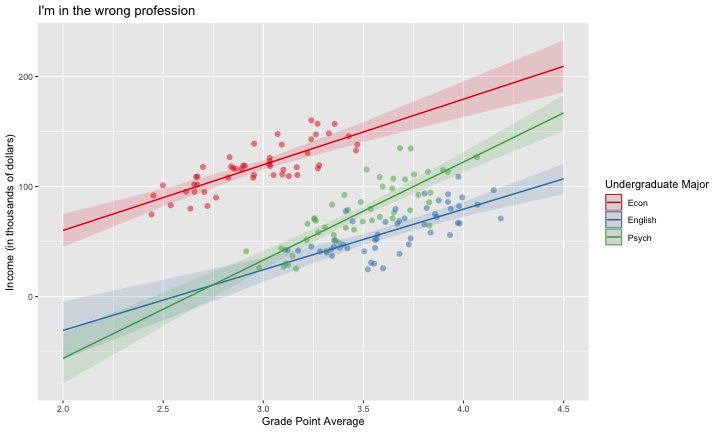 I'm in the wrong profession
200
100
0
Income (in thousands of dollars)
2.0 2.5 3.0 3.5 4.0 4.5
Grade Point Average
Undergraduate Major
Econ
English
Psych